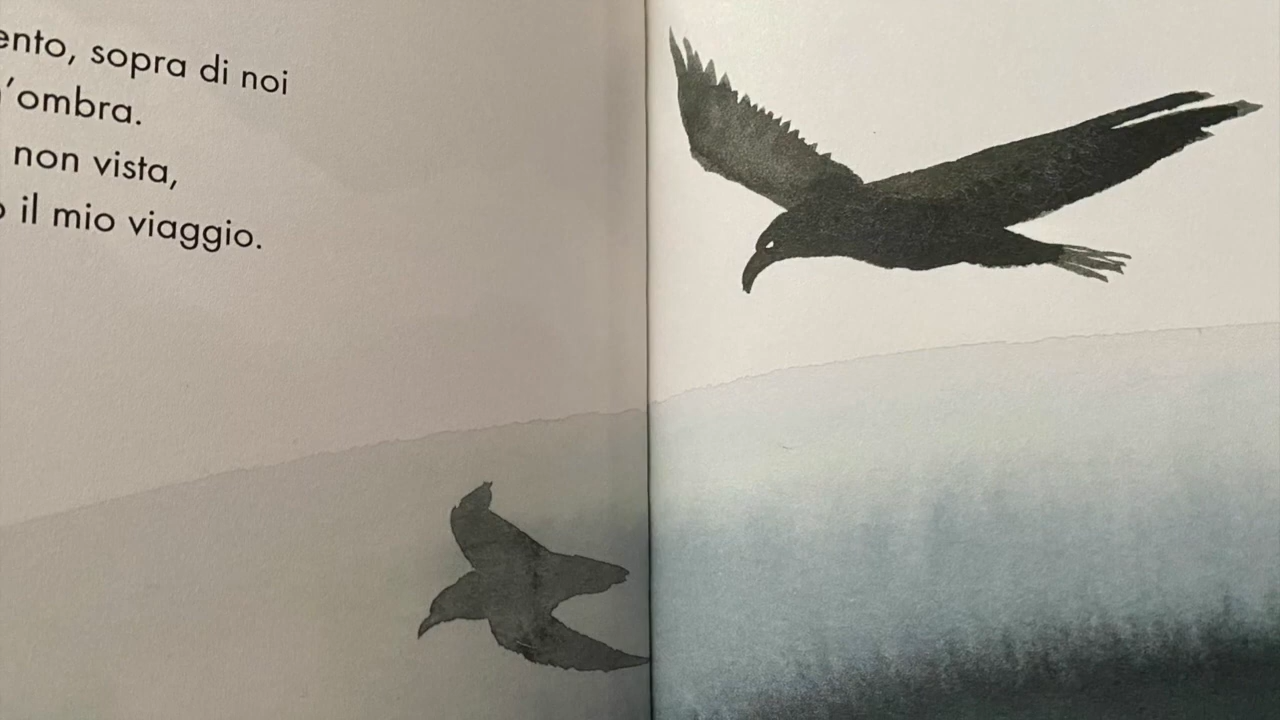 ento, sopra di noi
'ombra.
non vista,
o il mio viaggio.